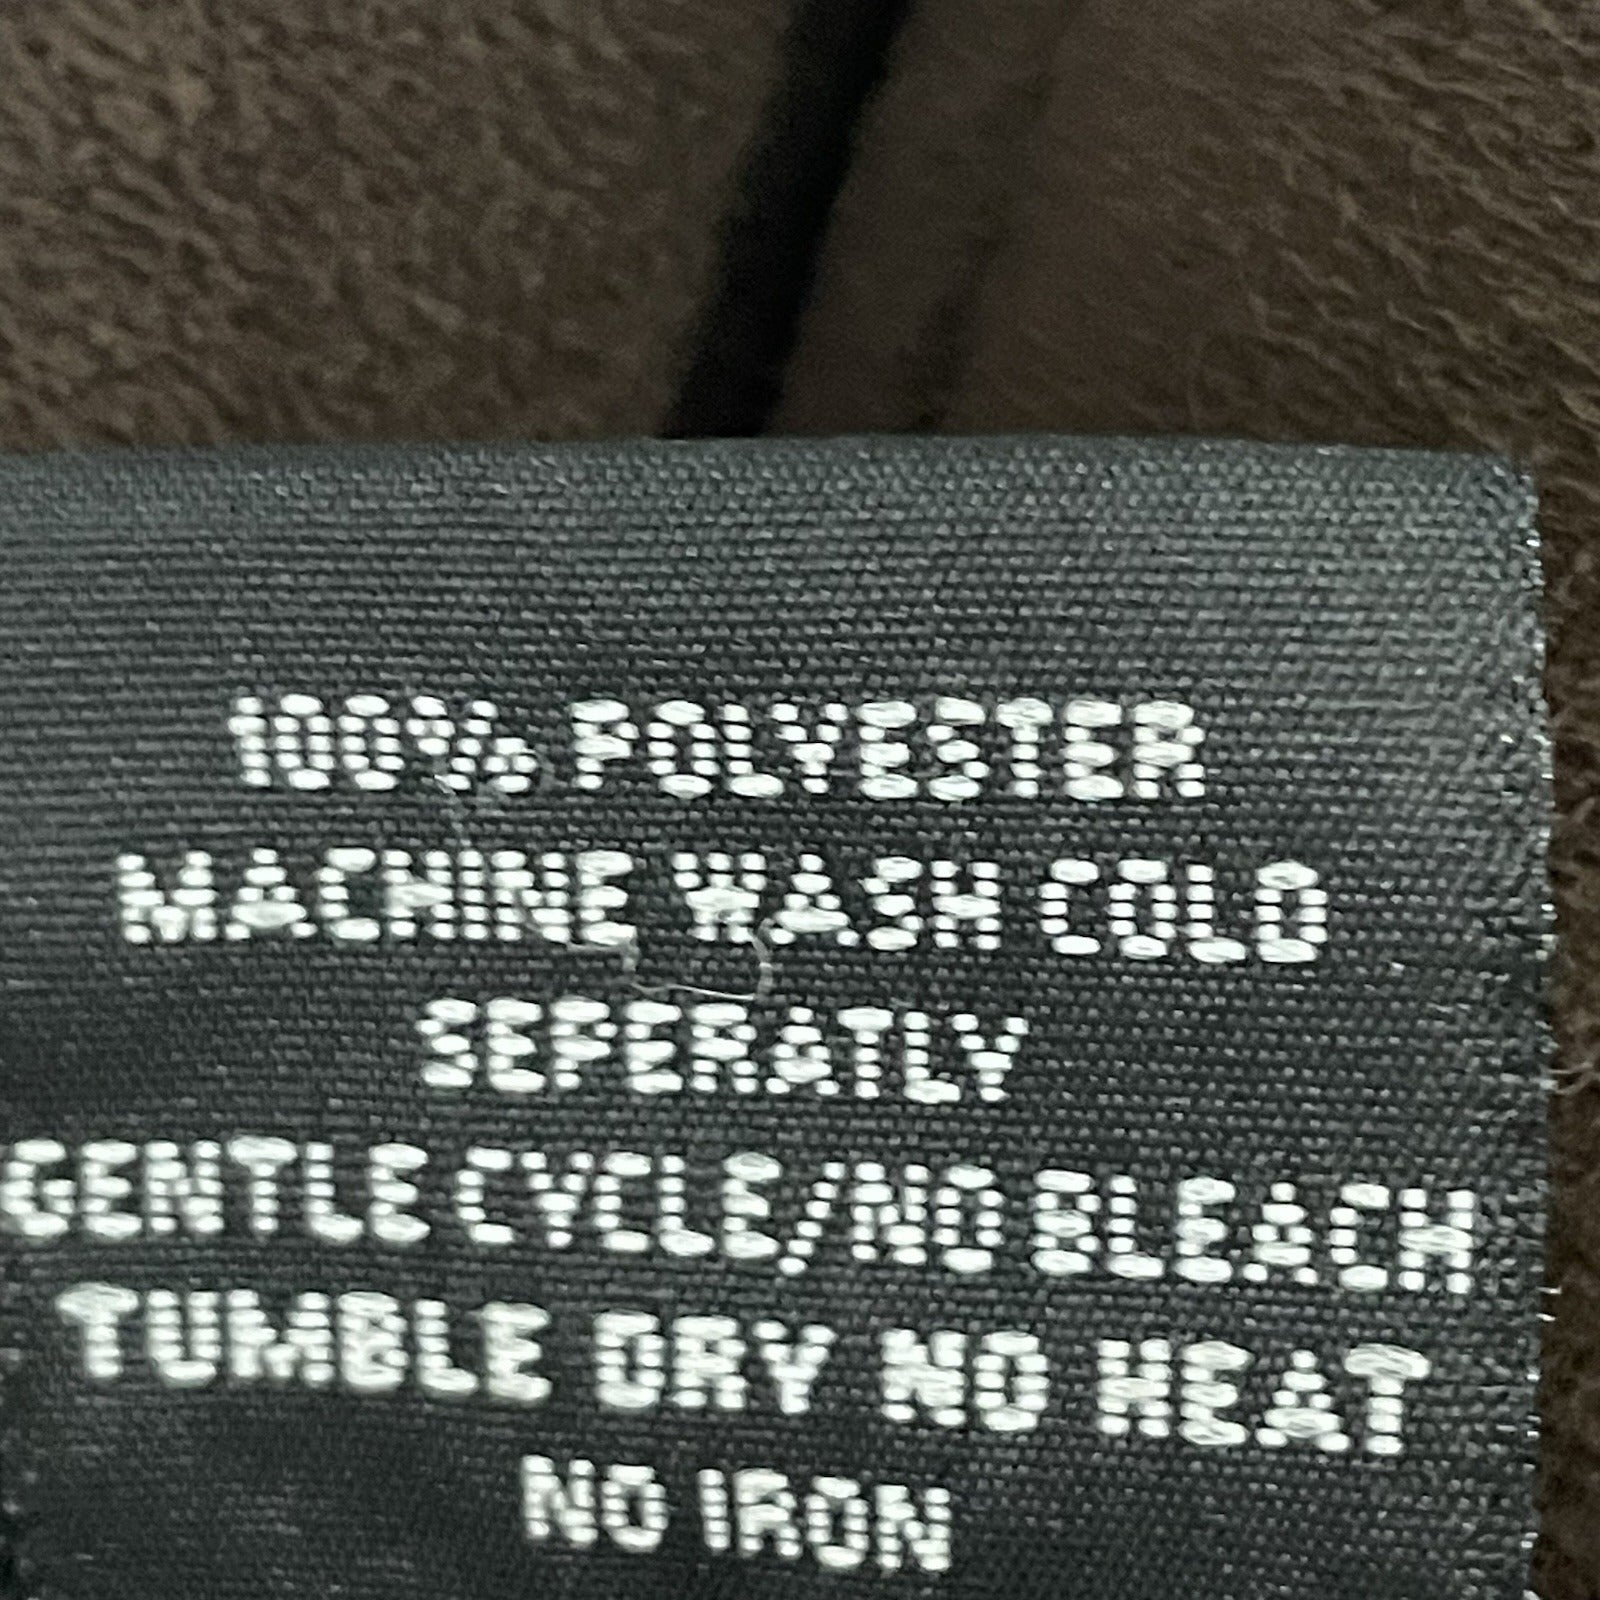 100% POLYESTER
MACHINE WASH COLD
SEPERATLY
GENTLE CYCLE/NO BLEACH
TUMBLE DRY NO HEAT
NO IRON